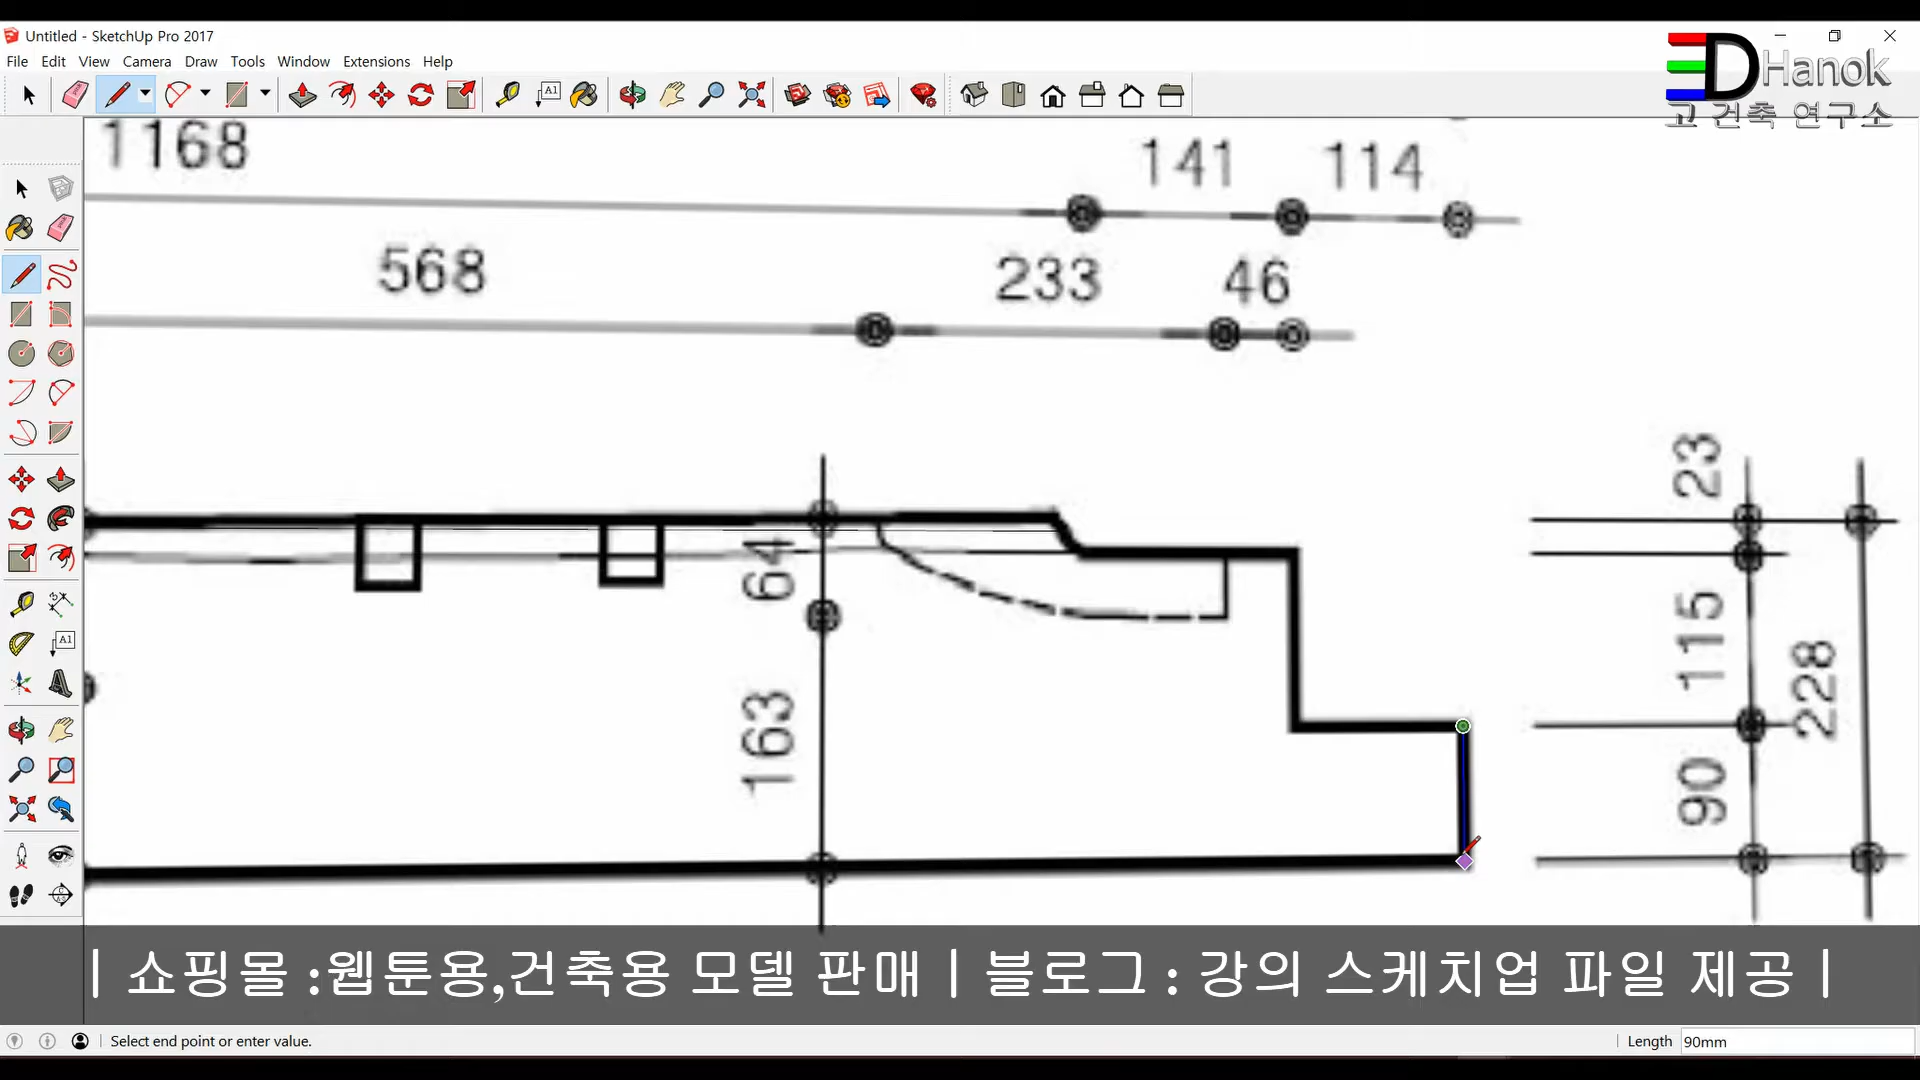 Untitled - SketchUp Pro 2017
File Edit View Camera Draw Tools Window Extensions Help
DHanok
고 건축 연구소
A1
1168
141 114
568
233 46
23
64
115
228
163
90
A1
| 쇼핑몰 :웹툰용,건축용 모델 판매 | 블로그 : 강의 스케치업 파일 제공 |
Select end point or enter value.
Length 90mm